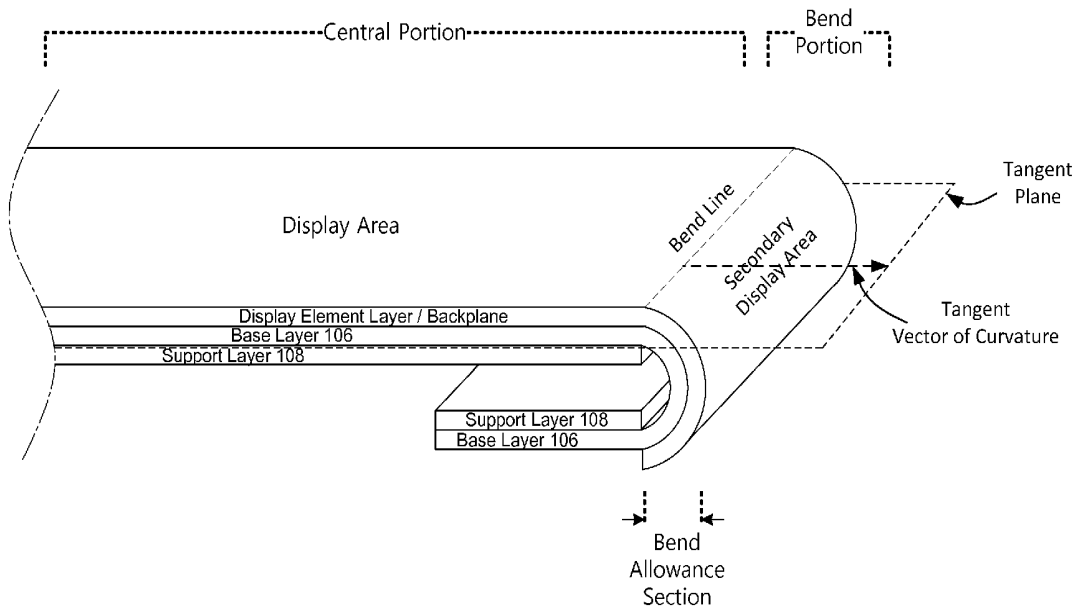 Central Portion
Bend
Portion
Tangent
Plane
Display Area
Bend Line
Secondary
Display Area
Tangent
Vector of Curvature
Display Element Layer / Backplane
Base Layer 106
Support Layer 108
Support Layer 108
Base Layer 106
Bend
Allowance
Section